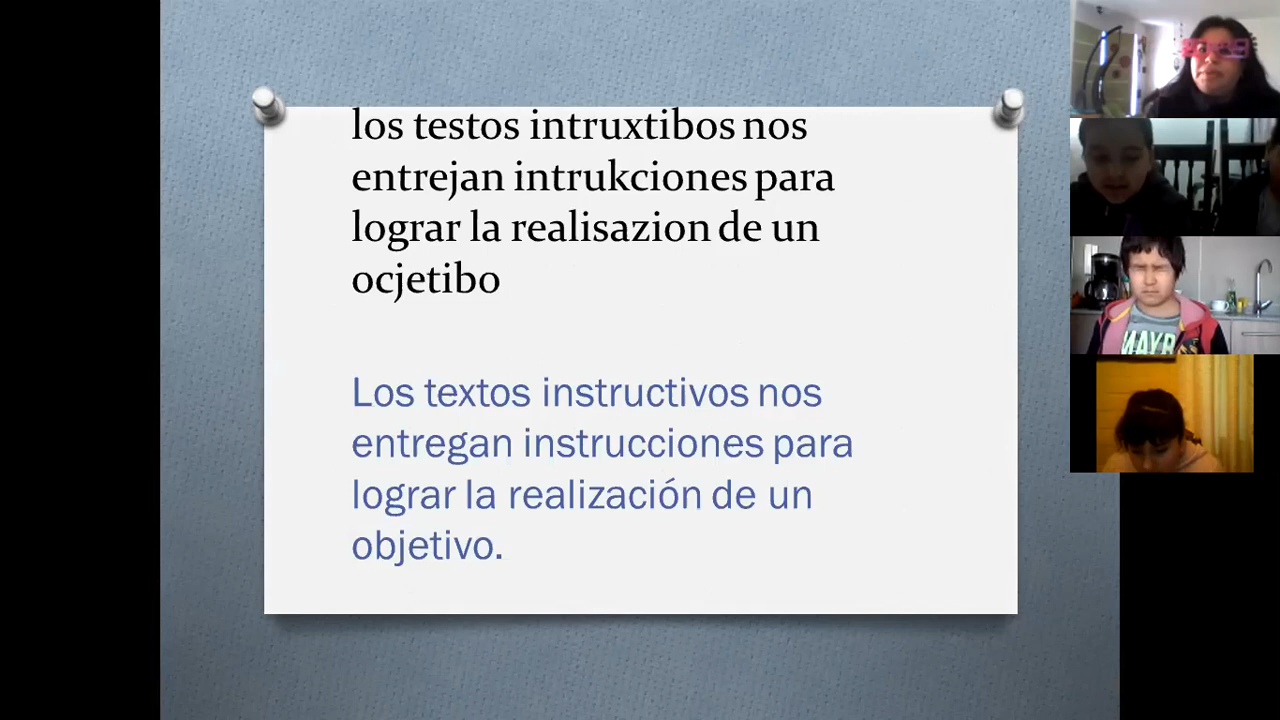 los testos intruxtibos nos
entrejan intrukciones para
lograr la realisazion de un
ocjetibo
Los textos instructivos nos
entregan instrucciones para
lograr la realización de un
objetivo.